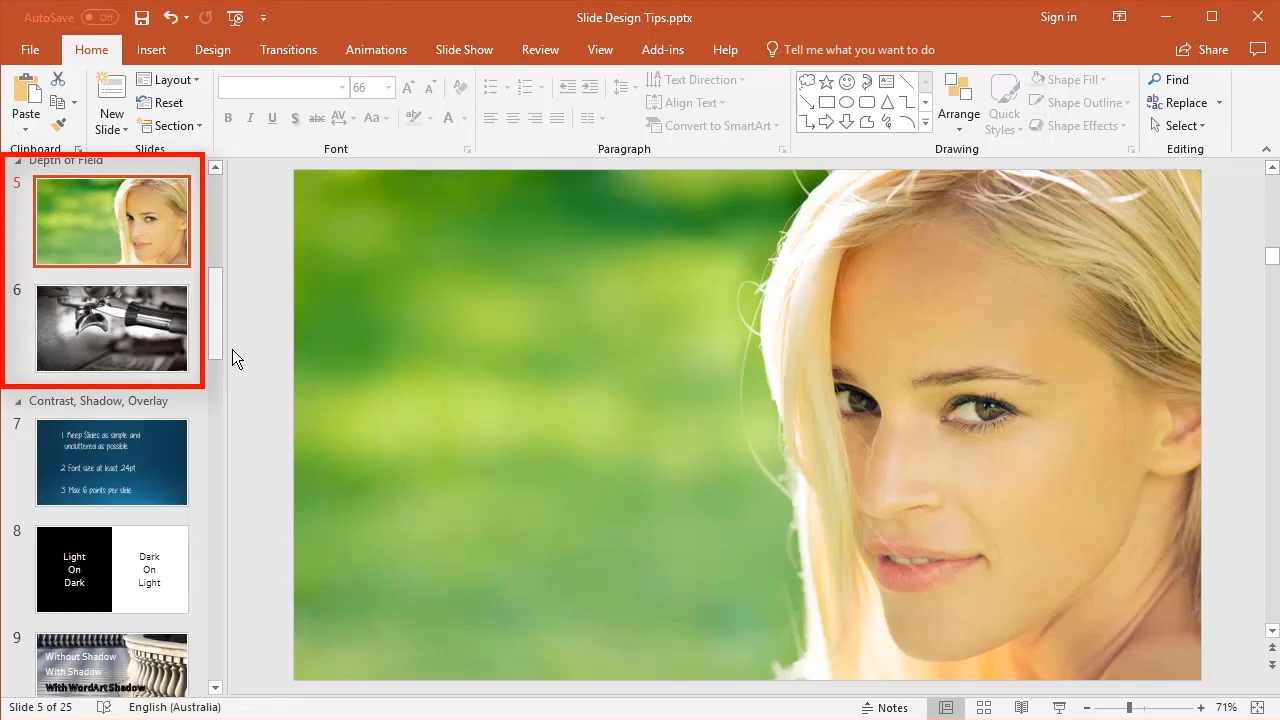 AutoSave Off
Slide Design Tips.pptx
Sign in
File Home Insert Design Transitions Animations Slide Show Review View Add-ins Help Tell me what you want to do Share
Paste
Clipboard
New
Slide
Layout
Reset
Section
Slides
66
B I U S abc AV Aa A
Font
Text Direction
Align Text
Convert to SmartArt
Paragraph
Arrange
Quick
Styles
Shape Fill
Shape Outline
Shape Effects
Drawing
Find
Replace
Select
Editing
Depth of Field
5
6
Contrast, Shadow, Overlay
7
1. Keep Slides as simple and
uncluttered as possible
2. Font size at least 24pt
3. Max 6 points per slide
8
Light
On
Dark
Dark
On
Light
9
Without Shadow
With Shadow
With WordArt Shadow
Slide 5 of 25
English (Australia)
Notes
71%